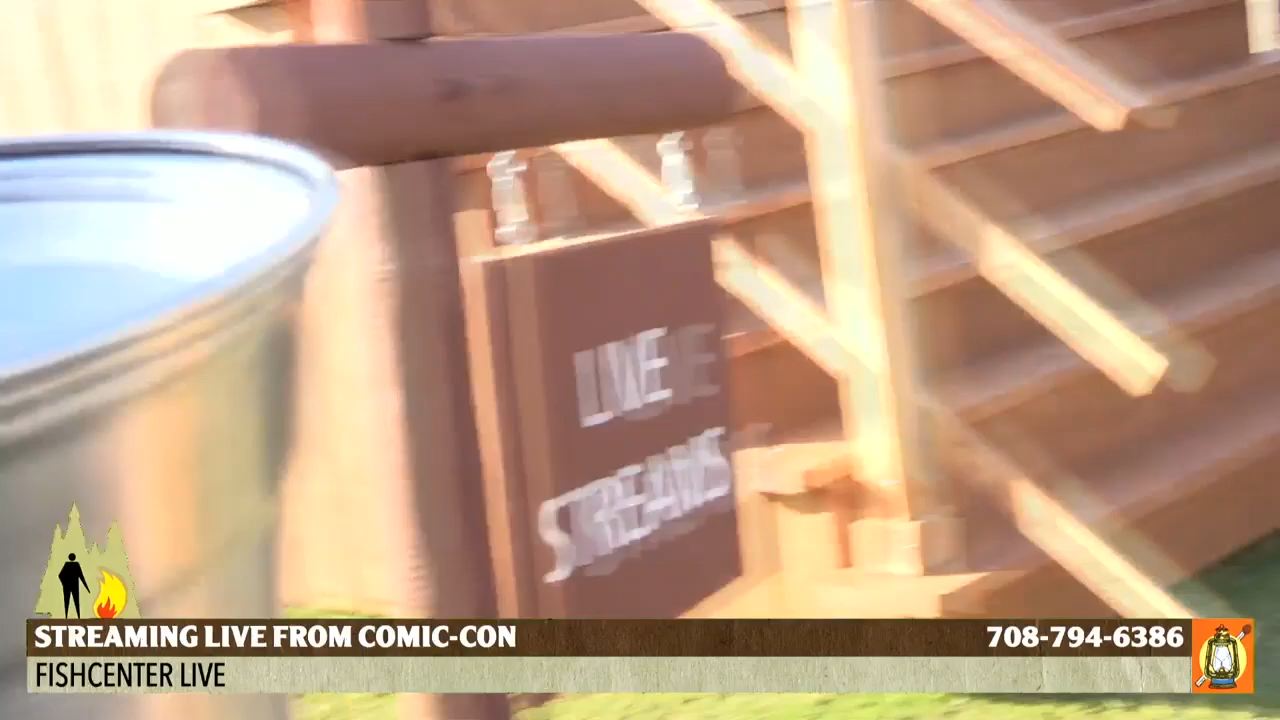 LIVE
STREAMS
STREAMING LIVE FROM COMIC-CON
708-794-6386
FISHCENTER LIVE